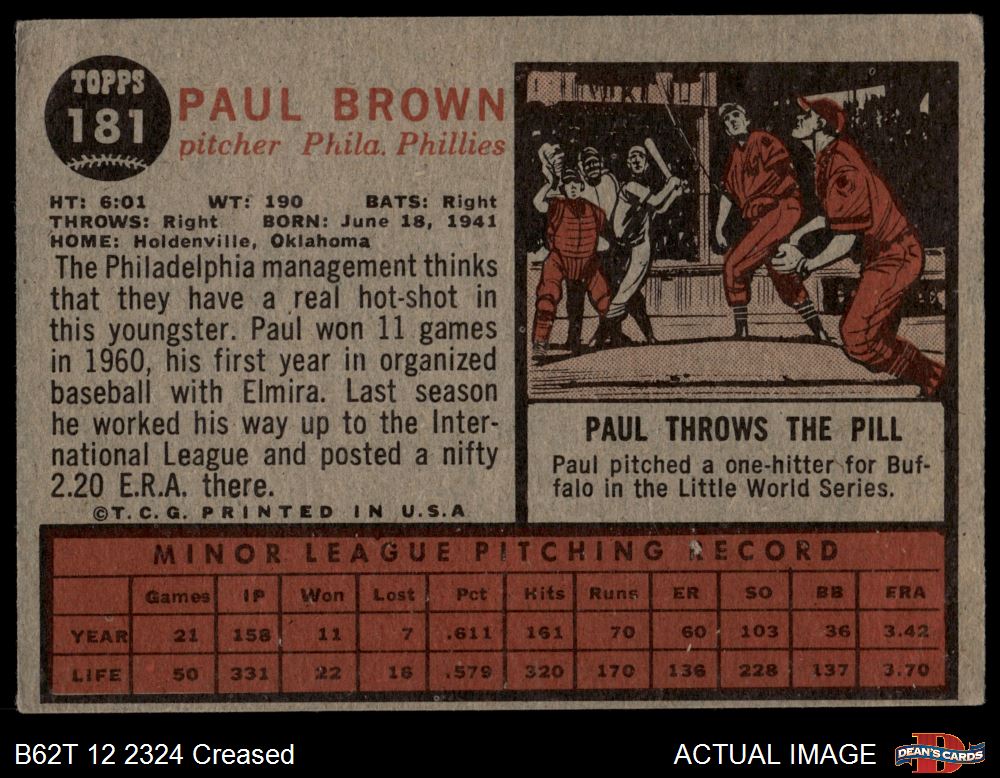 TOPPS
181
PAUL BROWN
pitcher Phila. Phillies
HT: 6:01 WT: 190 BATS: Right
THROWS: Right BORN: June 18, 1941
HOME: Holdenville, Oklahoma
The Philadelphia management thinks
that they have a real hot-shot in
this youngster. Paul won 11 games
in 1960, his first year in organized
baseball with Elmira. Last season
he worked his way up to the Inter-
national League and posted a nifty
2.20 E.R.A. there.
©T.C.G. PRINTED IN U.S.A
PAUL THROWS THE PILL
Paul pitched a one-hitter for Buf-
falo in the Little World Series.
MINOR LEAGUE PITCHING RECORD
Games IP Won Lost Pct Hits Runs ER SO BB ERA
YEAR 21 158 11 7 .611 161 70 60 103 36 3.42
LIFE 50 331 22 16 .579 320 170 136 228 137 3.70
B62T 12 2324 Creased
ACTUAL IMAGE
DEAN'S CARDS